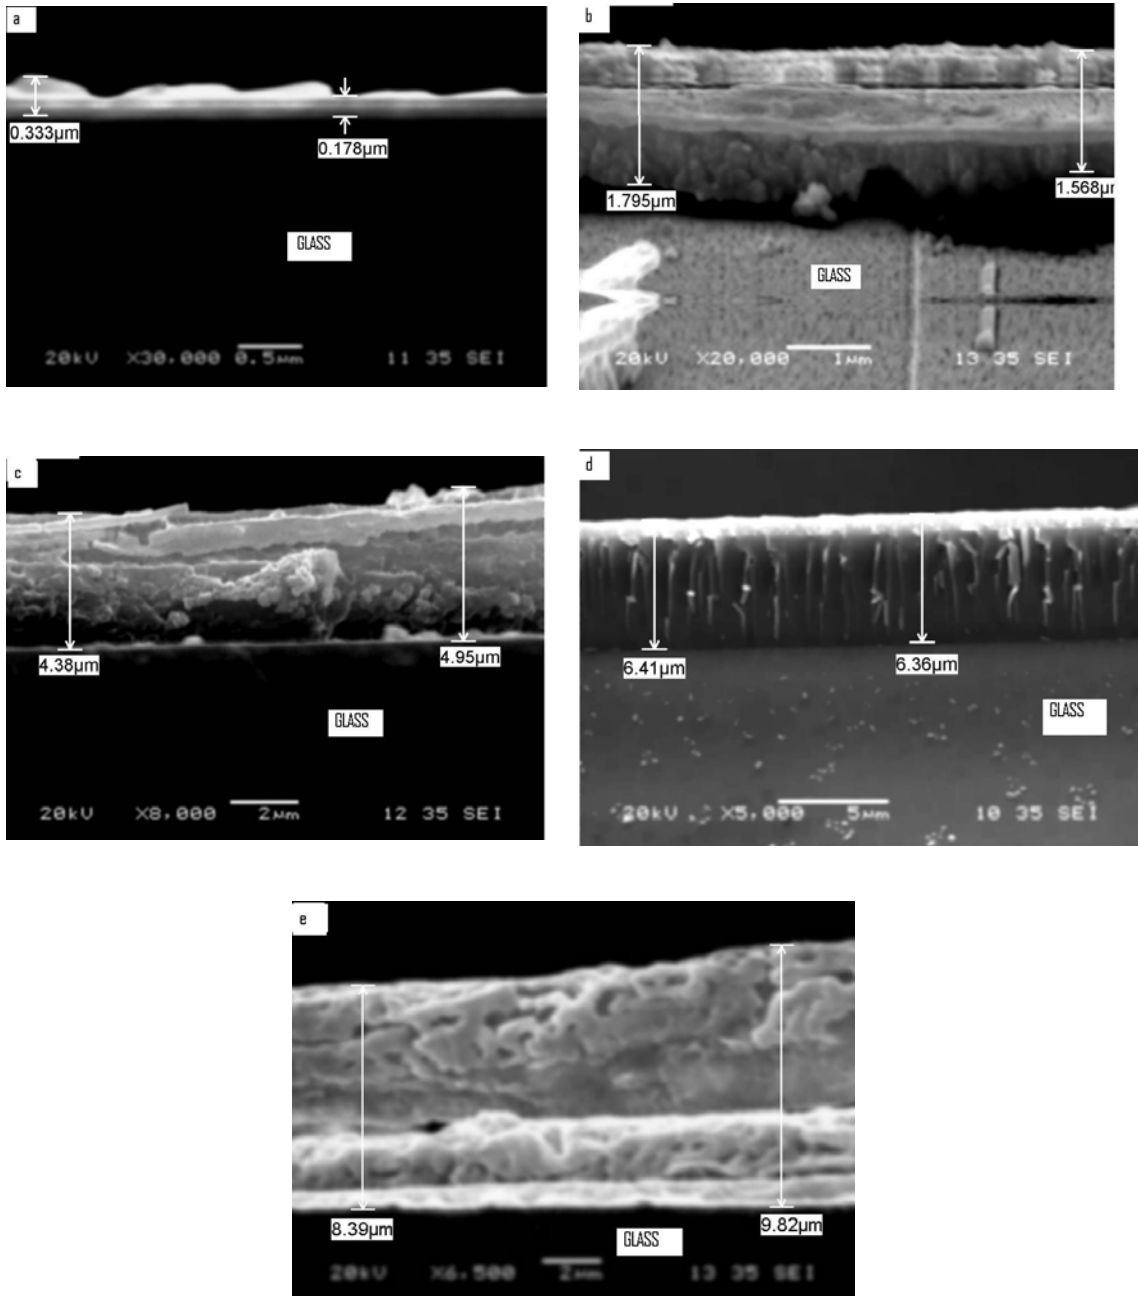 a
0.333µm
0.178µm
GLASS
20kV X30,000 0.5µm 11 35 SEI
b
1.795µm
1.568µ
GLASS
20kV X20,000 1µm 13 35 SEI
c
4.38µm
4.95µm
GLASS
20kV X8,000 2µm 12 35 SEI
d
6.41µm
6.36µm
GLASS
20kV X5,000 5µm 10 35 SEI
e
8.39µm
9.82µm
GLASS
20kV X6,500 2µm 13 35 SEI